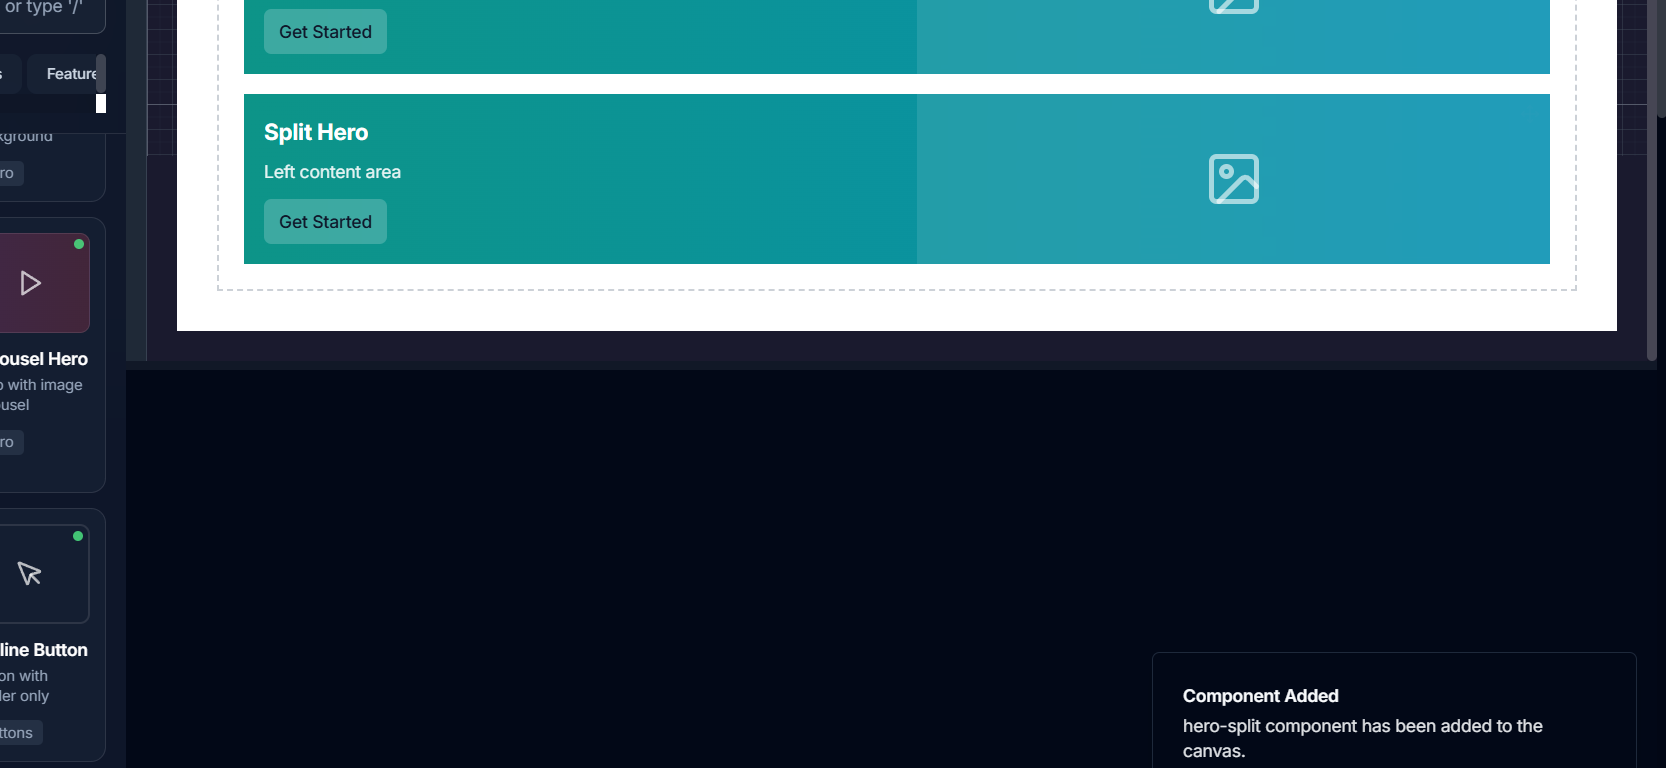 or type '/'
s
Feature
kground
ro
ousel Hero
o with image
usel
ro
line Button
on with
ler only
ttons
Get Started
Split Hero
Left content area
Get Started
Component Added
hero-split component has been added to the
canvas.